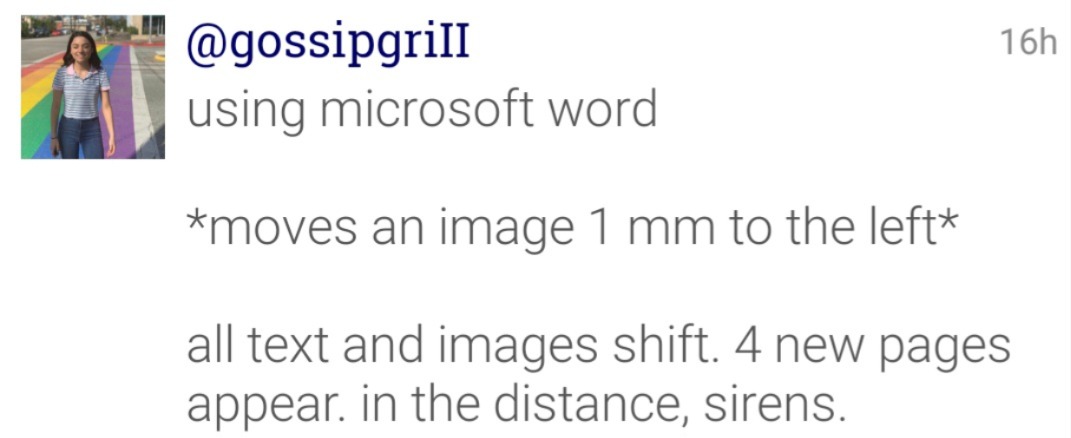 @gossipgrill
16h
using microsoft word
*moves an image 1 mm to the left*
all text and images shift. 4 new pages
appear. in the distance, sirens.